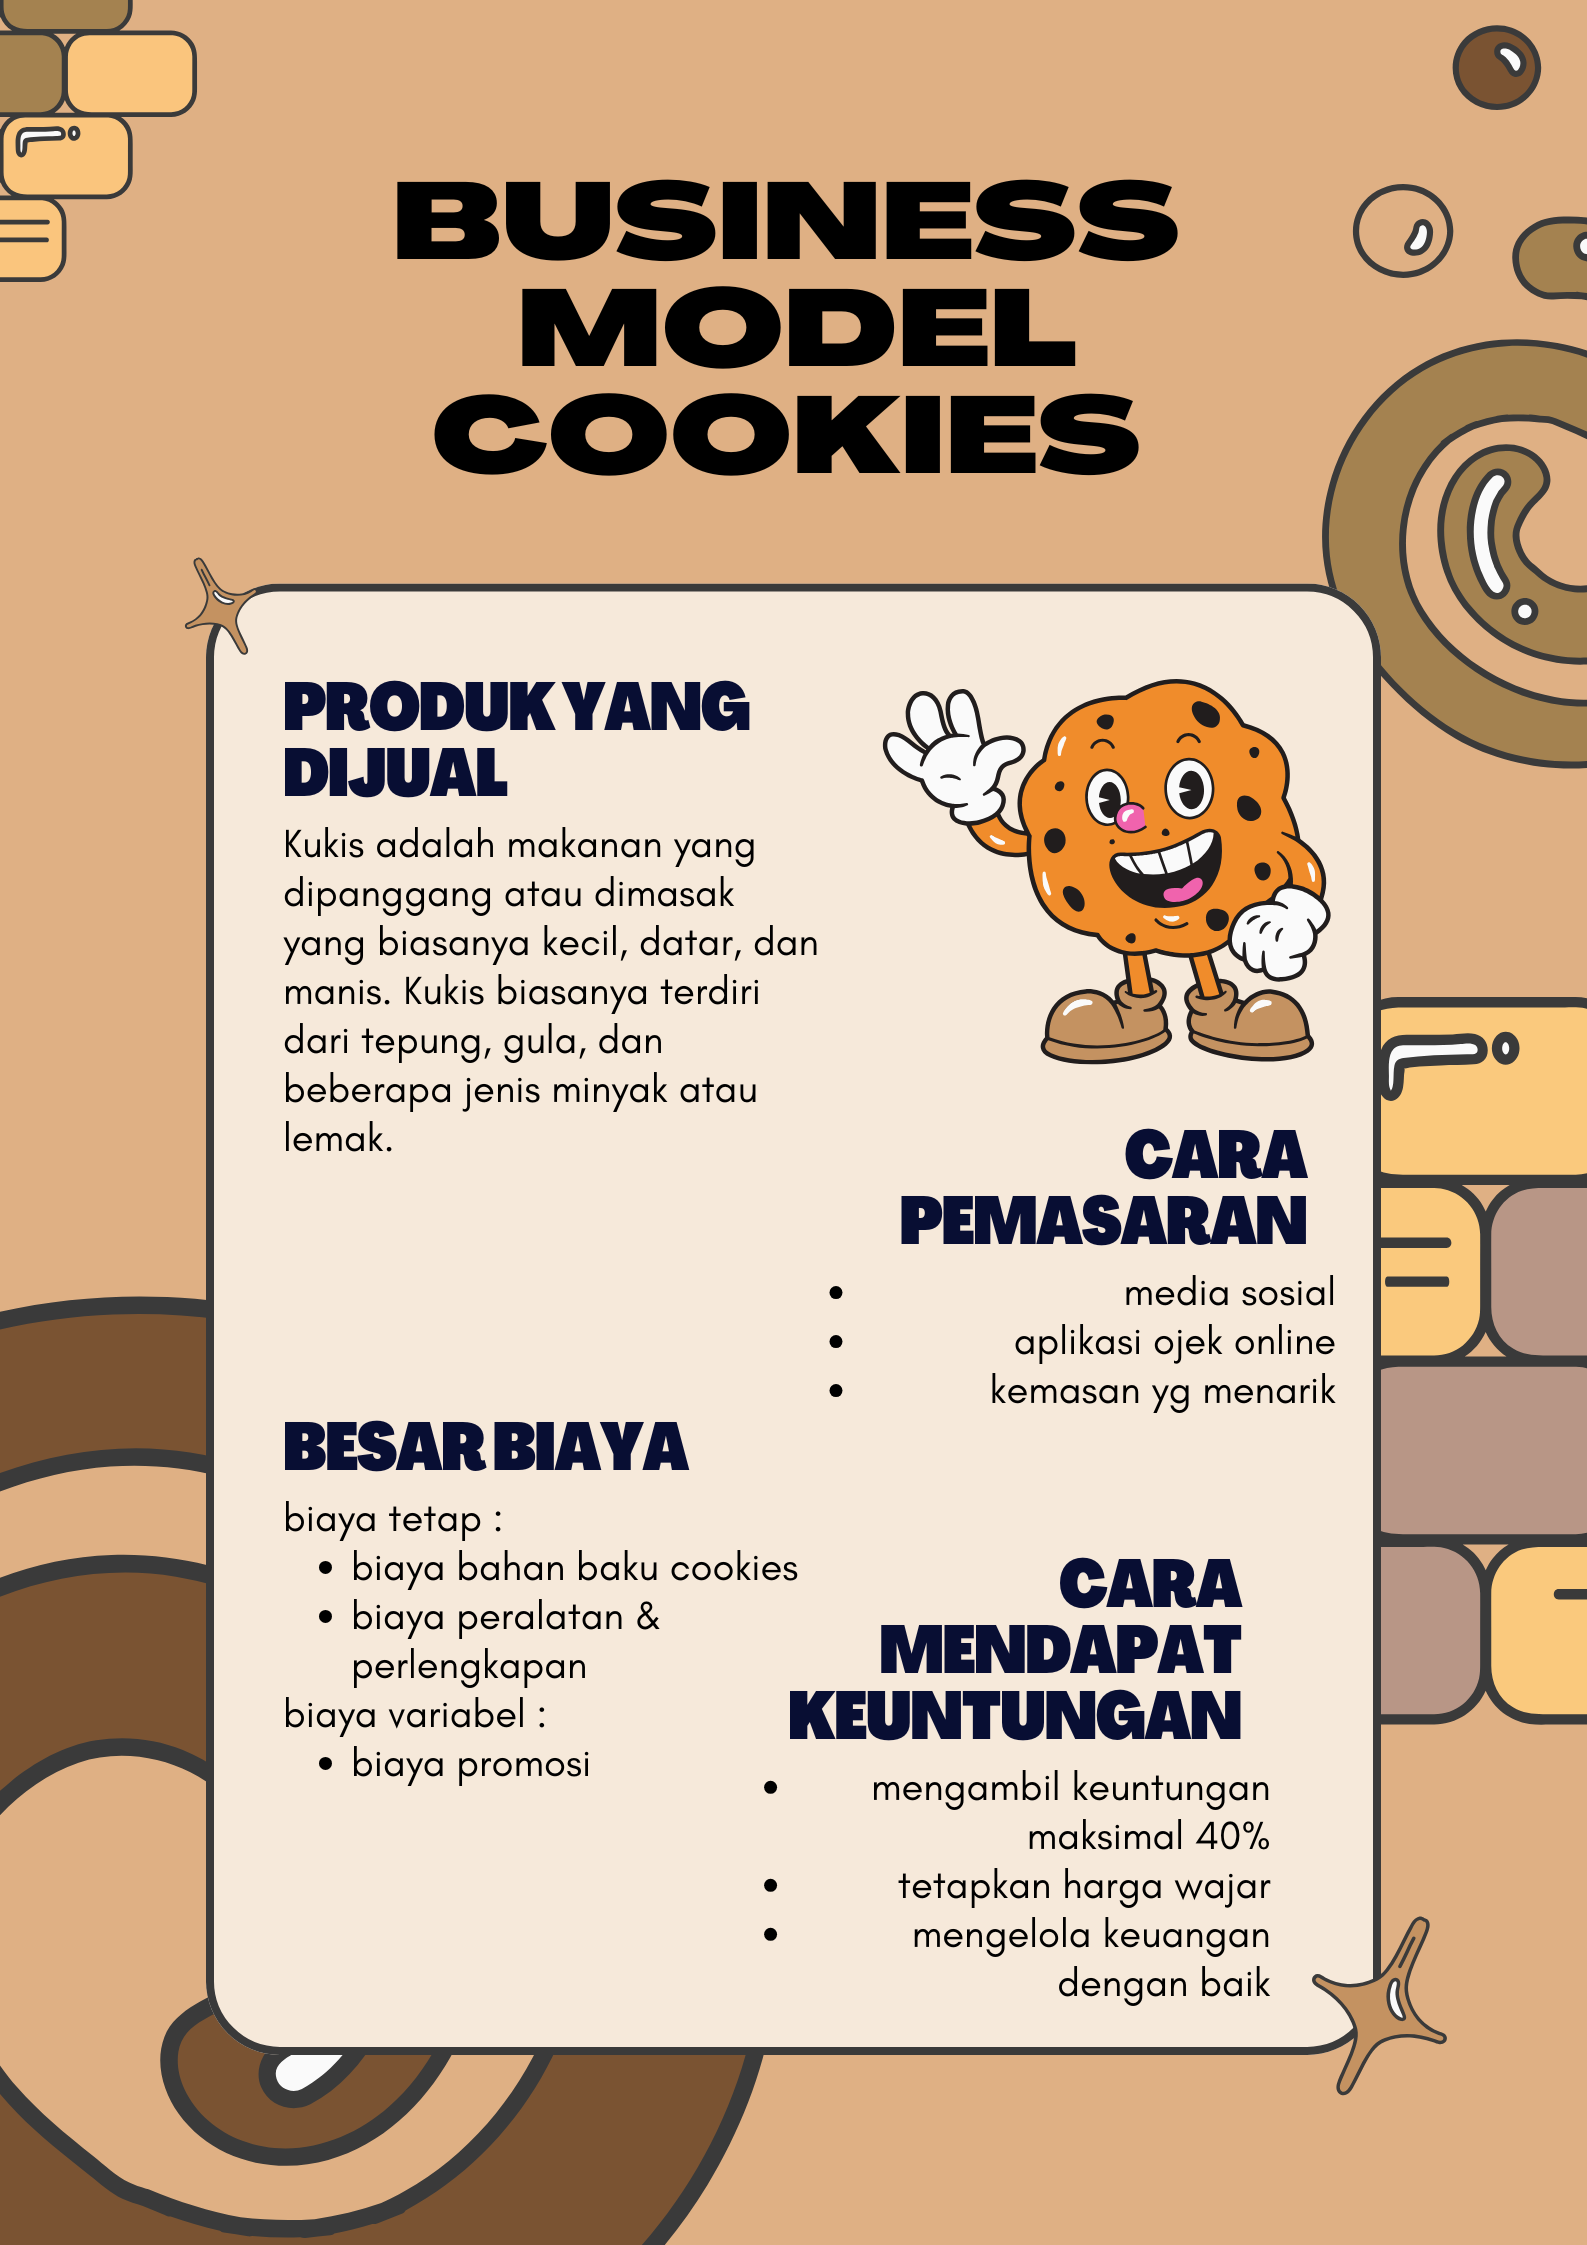 BUSINESS
MODEL
COOKIES
PRODUK YANG
DIJUAL
Kukis adalah makanan yang
dipanggang atau dimasak
yang biasanya kecil, datar, dan
manis. Kukis biasanya terdiri
dari tepung, gula, dan
beberapa jenis minyak atau
lemak.
CARA
PEMASARAN
• media sosial
• aplikasi ojek online
• kemasan yg menarik
BESAR BIAYA
biaya tetap :
• biaya bahan baku cookies
• biaya peralatan &
perlengkapan
biaya variabel :
• biaya promosi
CARA
MENDAPAT
KEUNTUNGAN
• mengambil keuntungan
maksimal 40%
• tetapkan harga wajar
• mengelola keuangan
dengan baik